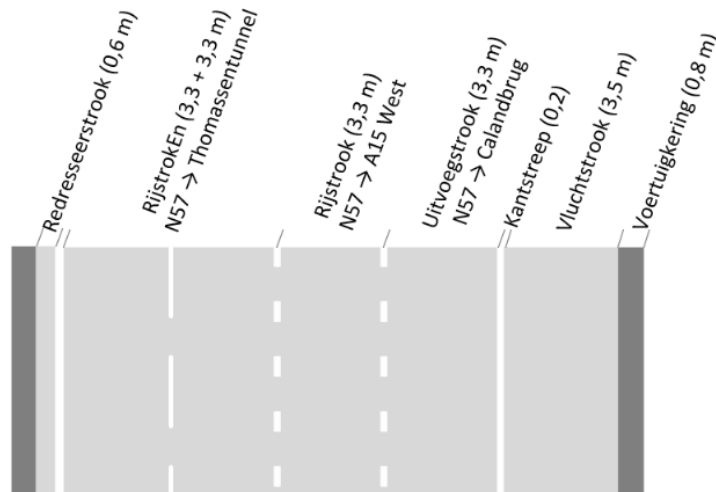 Redresseerstrook (0,6 m)
RijstrokEn (3,3 + 3,3 m)
N57 → Thomassentunnel
Rijstrook (3,3 m)
N57 → A15 West
Uitvoegstrook (3,3 m)
N57 → Calandbrug
Kantstreep (0,2)
Vluchtstrook (3,5 m)
Voertuigkering (0,8 m)